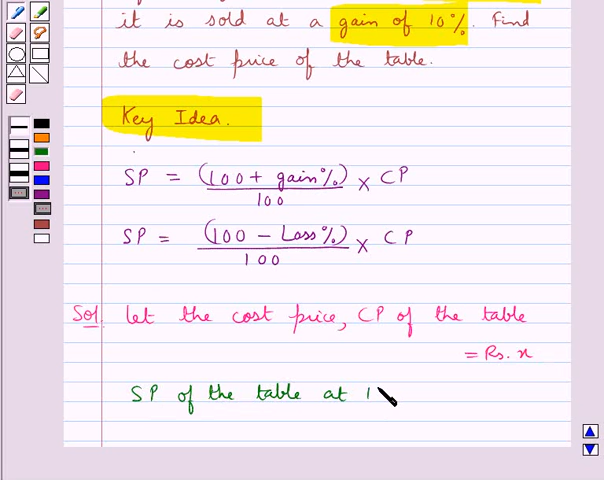 it is sold at a gain of 10%. Find
the cost price of the table.
Key Idea.
SP = (100 + gain%) / 100 × CP
SP = (100 - Loss%) / 100 × CP
Sol. Let the cost price, CP of the table
= Rs. x
SP of the table at 1